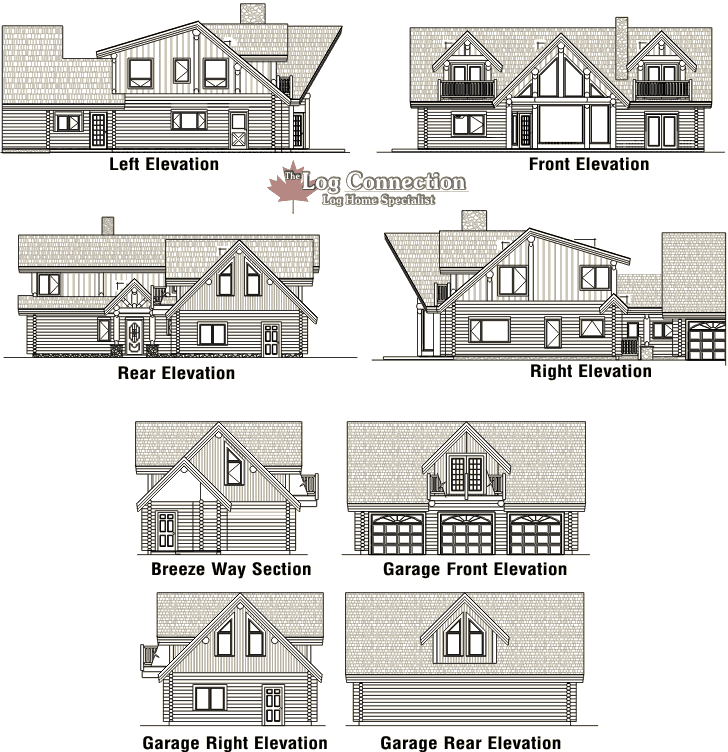 Left Elevation
Front Elevation
The Log Connection
Log Home Specialist
Rear Elevation
Right Elevation
Breeze Way Section
Garage Front Elevation
Garage Right Elevation
Garage Rear Elevation